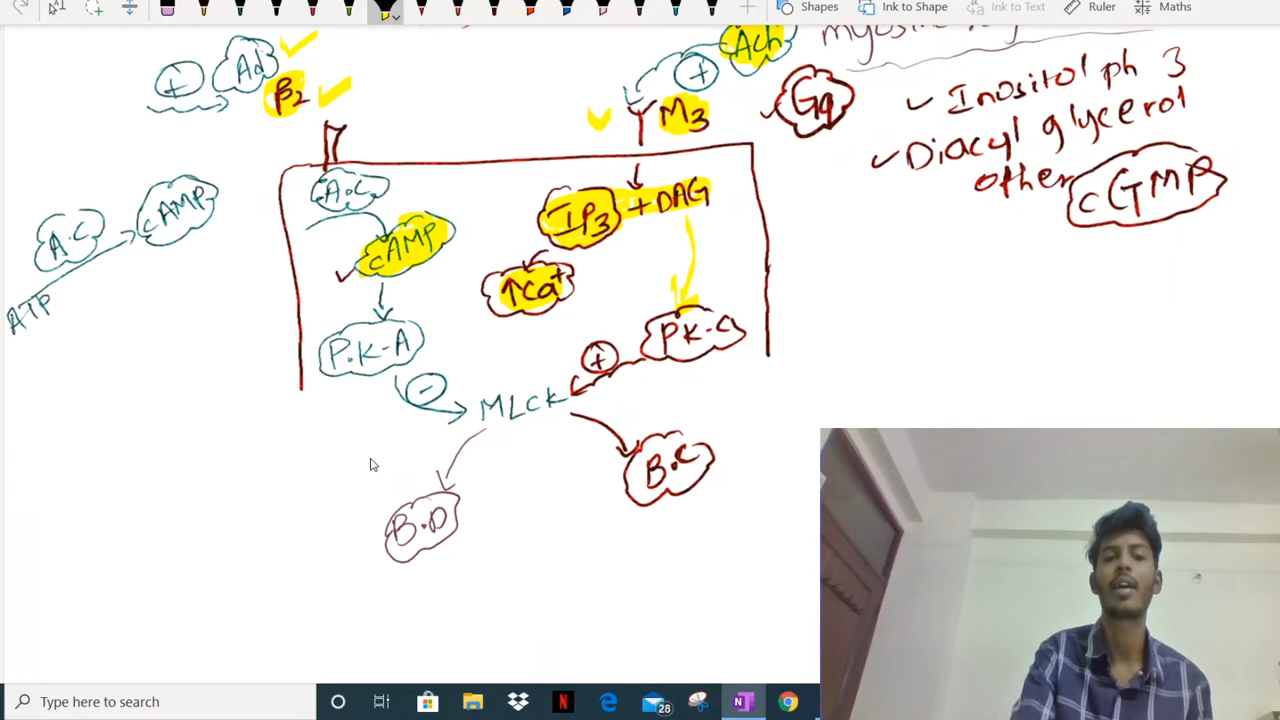 Shapes
Ink to Shape
Ink to Text
Ruler
Maths
+ Ad
β2
Ach
+
M3
Gq
Inositol ph 3
Diacyl glycerol
other cGMP
A.C
cAMP
ATP
A.C
cAMP
IP3 + DAG
↑Ca+
P.K-A
PK-C
-
+
MLCK
B.D
B.C
Type here to search
28
N